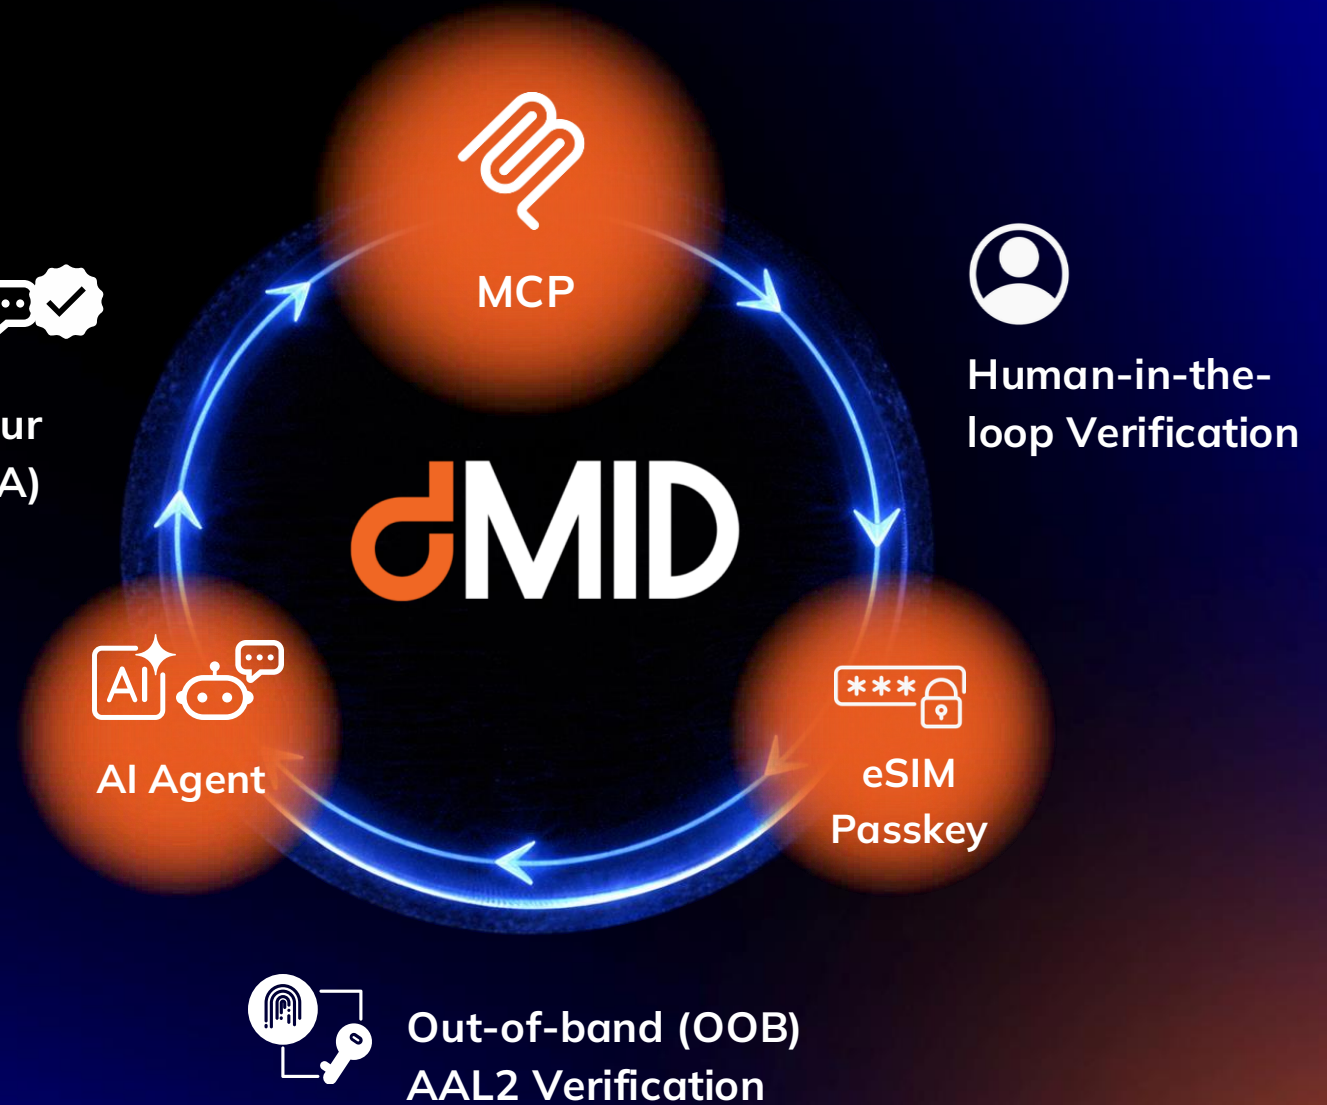 MCP
Human-in-the-
loop Verification
ur
A)
dMID
AI
AI Agent
***
eSIM
Passkey
Out-of-band (OOB)
AAL2 Verification